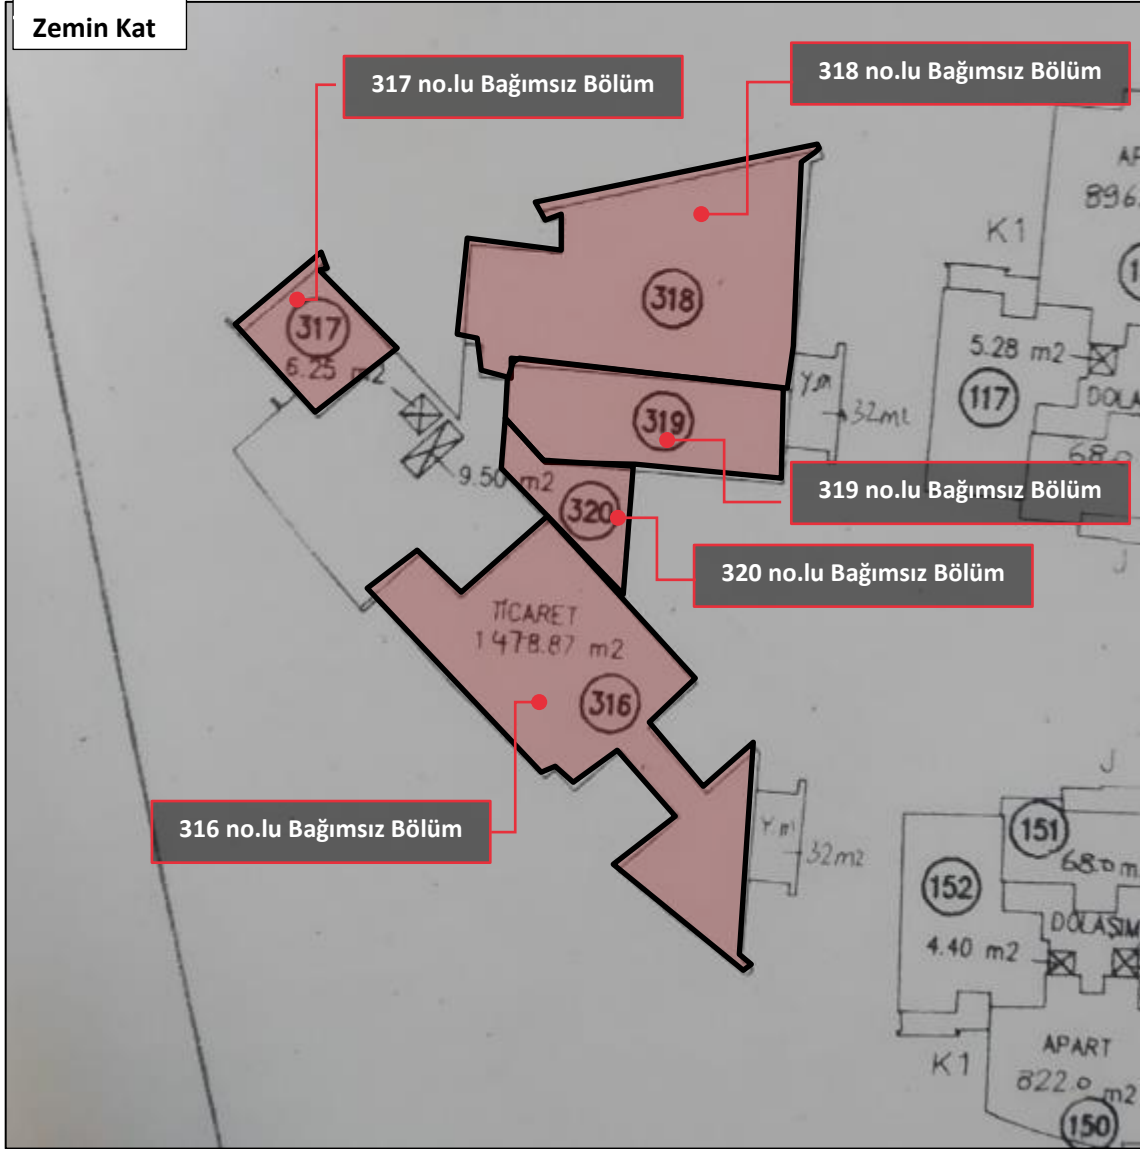 Zemin Kat
317 no.lu Bağımsız Bölüm
318 no.lu Bağımsız Bölüm
K1
318
317
6.25 m2
5.28 m2
117
Y.m
32m2
319
9.50 m2
319 no.lu Bağımsız Bölüm
320
320 no.lu Bağımsız Bölüm
J
TİCARET
1478.87 m2
316
316 no.lu Bağımsız Bölüm
J
Y.m
32m2
151
68.0 m
152
DOLAŞIM
4.40 m2
K1
APART
822.0 m2
150